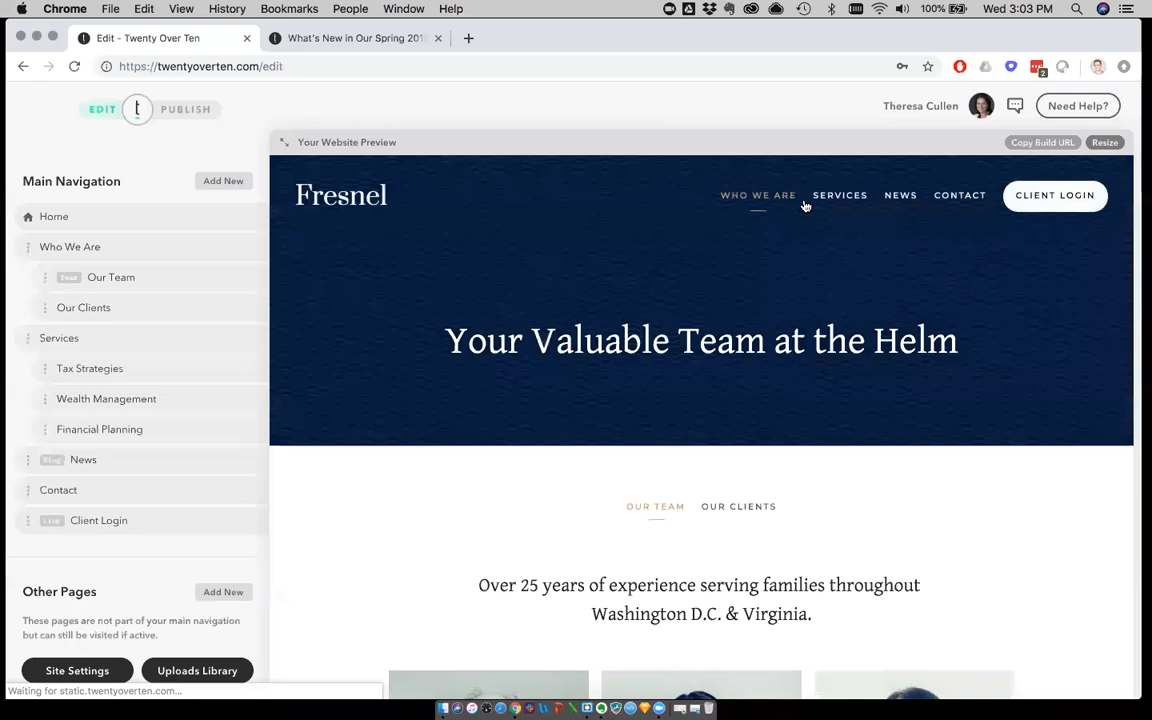 Chrome File Edit View History Bookmarks People Window Help 100% Wed 3:03 PM
Edit - Twenty Over Ten
What's New in Our Spring 201
https://twentyoverten.com/edit
2
EDIT t PUBLISH
Theresa Cullen
Need Help?
Your Website Preview
Copy Build URL
Resize
Main Navigation
Add New
Home
Who We Are
Team Our Team
Our Clients
Services
Tax Strategies
Wealth Management
Financial Planning
Blog News
Contact
Link Client Login
Other Pages
Add New
These pages are not part of your main navigation
but can still be visited if active.
Site Settings
Uploads Library
Waiting for static.twentyoverten.com...
Fresnel
WHO WE ARE SERVICES NEWS CONTACT CLIENT LOGIN
Your Valuable Team at the Helm
OUR TEAM OUR CLIENTS
Over 25 years of experience serving families throughout
Washington D.C. & Virginia.